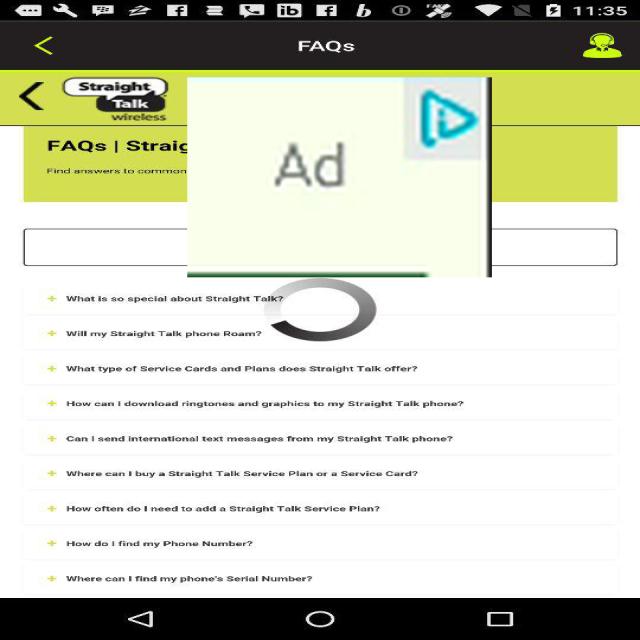 11:35
FAQs
Straight
Talk
wireless
Ad
FAQs | Straig
Find answers to common
What is so special about Straight Talk?
Will my Straight Talk phone Roam?
What type of Service Cards and Plans does Straight Talk offer?
How can I download ringtones and graphics to my Straight Talk phone?
Can I send international text messages from my Straight Talk phone?
Where can I buy a Straight Talk Service Plan or a Service Card?
How often do I need to add a Straight Talk Service Plan?
How do I find my Phone Number?
Where can I find my phone's Serial Number?